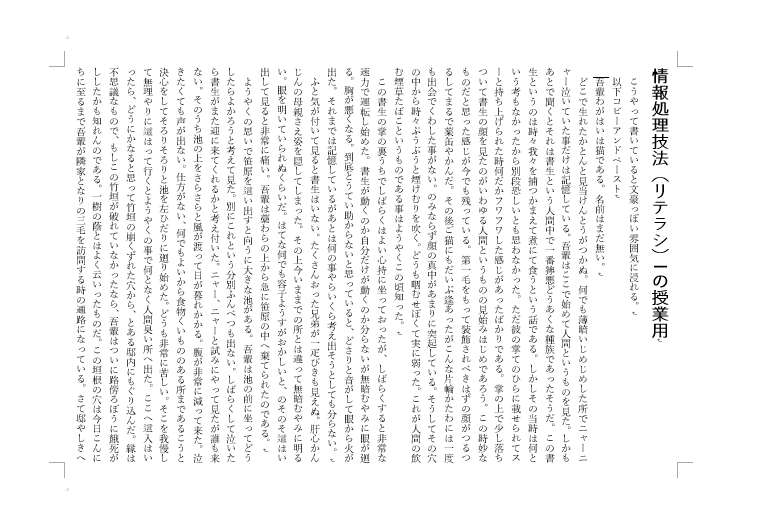 情報処理技法（リテラシ）Ⅰの授業用
こうやって書いていると文豪っぽい雰囲気に浸れる。
以下コピーアンドペースト
吾輩わがはいは猫である。名前はまだ無い。
どこで生れたかとんと見当けんとうがつかぬ。何でも薄暗いじめじめした所でニャーニ
ャー泣いていた事だけは記憶している。吾輩はここで始めて人間というものを見た。しかも
あとで聞くとそれは書生という人間中で一番獰悪どうあくな種族であったそうだ。この書
生というのは時々我々を捕つかまえて煮にて食うという話である。しかしその当時は何と
いう考もなかったから別段恐しいとも思わなかった。ただ彼の掌てのひらに載せられてス
ーと持ち上げられた時何だかフワフワした感じがあったばかりである。掌の上で少し落ち
ついて書生の顔を見たのがいわゆる人間というものの見始みはじめであろう。この時妙な
ものだと思った感じが今でも残っている。第一毛をもって装飾されべきはずの顔がつるつ
るしてまるで薬缶やかんだ。その後ご猫にもだいぶ逢あったがこんな片輪かたわには一度
も出会でくわした事がない。のみならず顔の真中があまりに突起している。そうしてその穴
の中から時々ぷうぷうと煙けむりを吹く。どうも咽むせぽくて実に弱った。これが人間の飲
む煙草たばこというものである事はようやくこの頃知った。
この書生の掌の裏うちでしばらくはよい心持に坐っておったが、しばらくすると非常な
速力で運転し始めた。書生が動くのか自分だけが動くのか分らないが無暗むやみに眼が廻
る。胸が悪くなる。到底とうてい助からないと思っていると、どさりと音がして眼から火が
出た。それまでは記憶しているがあとは何の事やらいくら考え出そうとしても分らない。
ふと気が付いて見ると書生はいない。たくさんおった兄弟が一疋ぴきも見えぬ。肝心かん
じんの母親さえ姿を隠してしまった。その上今いままでの所とは違って無暗むやみに明る
い。眼を明いていられぬくらいだ。はてな何でも容子ようすがおかしいと、のそのそ這はい
出して見ると非常に痛い。吾輩は藁わらの上から急に笹原の中へ棄てられたのである。
ようやくの思いで笹原を這い出すと向うに大きな池がある。吾輩は池の前に坐ってどう
したらよかろうと考えて見た。別にこれという分別ふんべつも出ない。しばらくして泣いた
ら書生がまた迎に来てくれるかと考え付いた。ニャー、ニャーと試みにやって見たが誰も来
ない。そのうち池の上をさらさらと風が渡って日が暮れかかる。腹が非常に減って来た。泣
きたくても声が出ない。仕方がない、何でもよいから食物くいもののある所まであるこうと
決心をしてそろりそろりと池を左ひだりに廻り始めた。どうも非常に苦しい。そこを我慢し
て無理やりに這はって行くとようやくの事で何となく人間臭い所へ出た。ここへ這入はい
ったら、どうにかなると思って竹垣の崩くずれた穴から、とある邸内にもぐり込んだ。縁は
不思議なもので、もしこの竹垣が破れていなかったなら、吾輩はついに路傍ろぼうに餓死が
ししたかも知れんのである。一樹の蔭とはよく云いったものだ。この垣根の穴は今日こんに
ちに至るまで吾輩が隣家となりの三毛を訪問する時の通路になっている。さて邸やしきへ